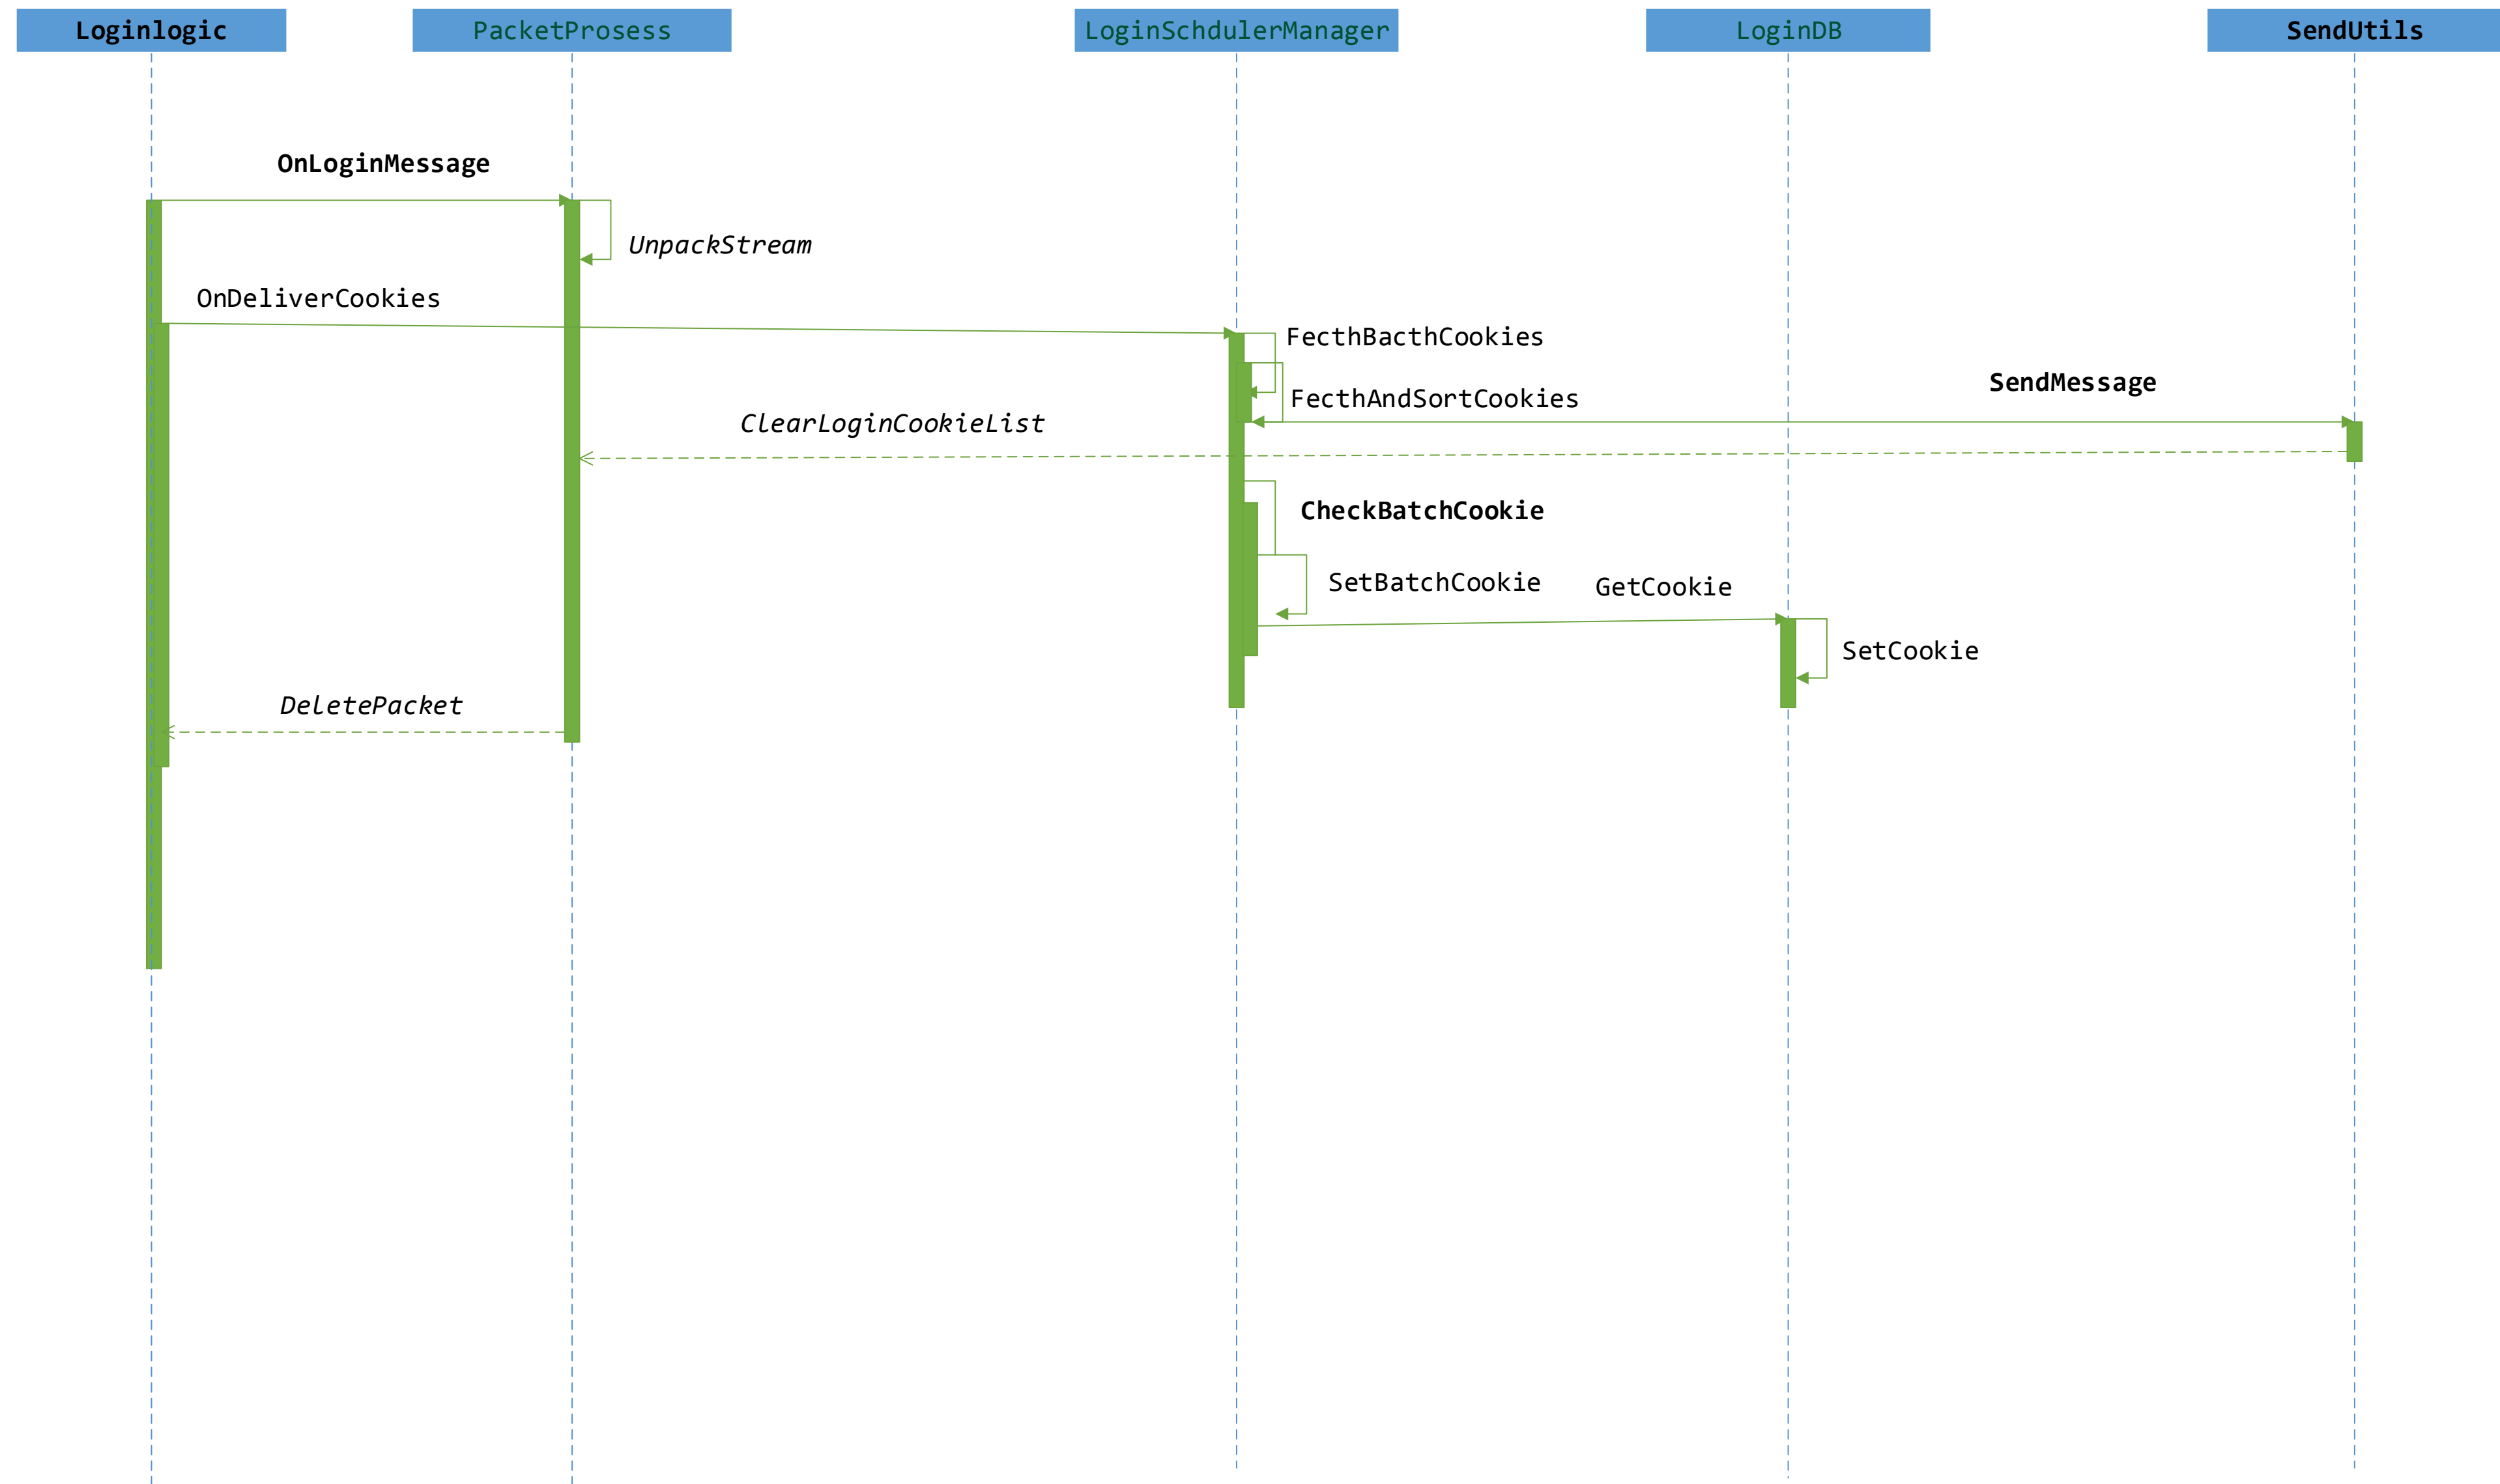 Loginlogic
PacketProsess
LoginSchdulerManager
LoginDB
SendUtils
OnLoginMessage
UnpackStream
OnDeliverCookies
FecthBacthCookies
SendMessage
FecthAndSortCookies
ClearLoginCookieList
CheckBatchCookie
SetBatchCookie
GetCookie
SetCookie
DeletePacket